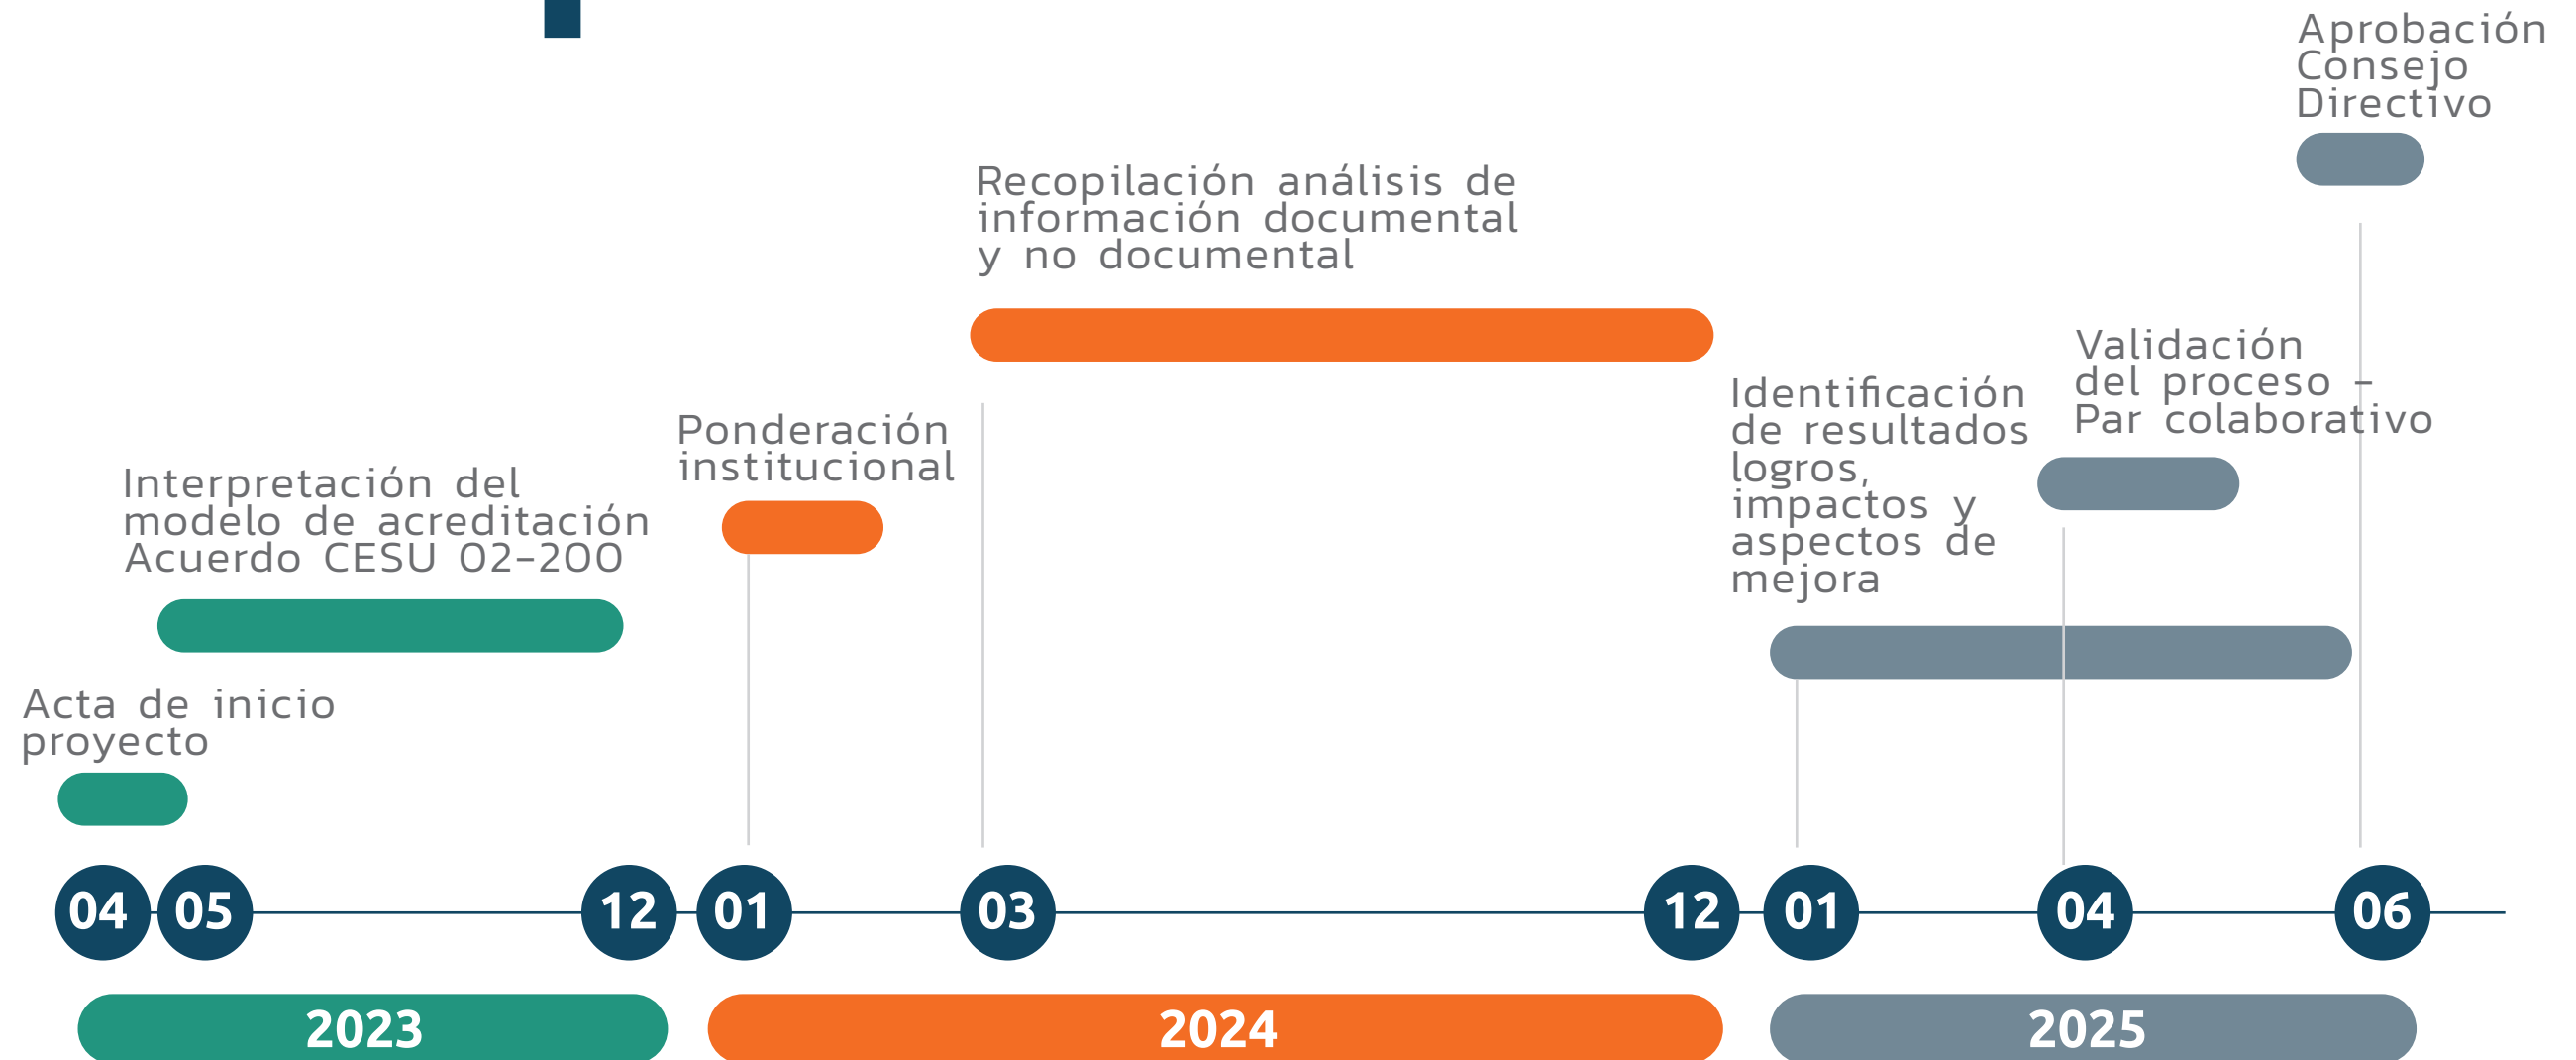 Aprobación
Consejo
Directivo
Recopilación análisis de
información documental
y no documental
Validación
del proceso -
Par colaborativo
Identificación
de resultados
logros,
impactos y
aspectos de
mejora
Ponderación
institucional
Interpretación del
modelo de acreditación
Acuerdo CESU 02-200
Acta de inicio
proyecto
04 05 12 01 03 12 01 04 06
2023 2024 2025